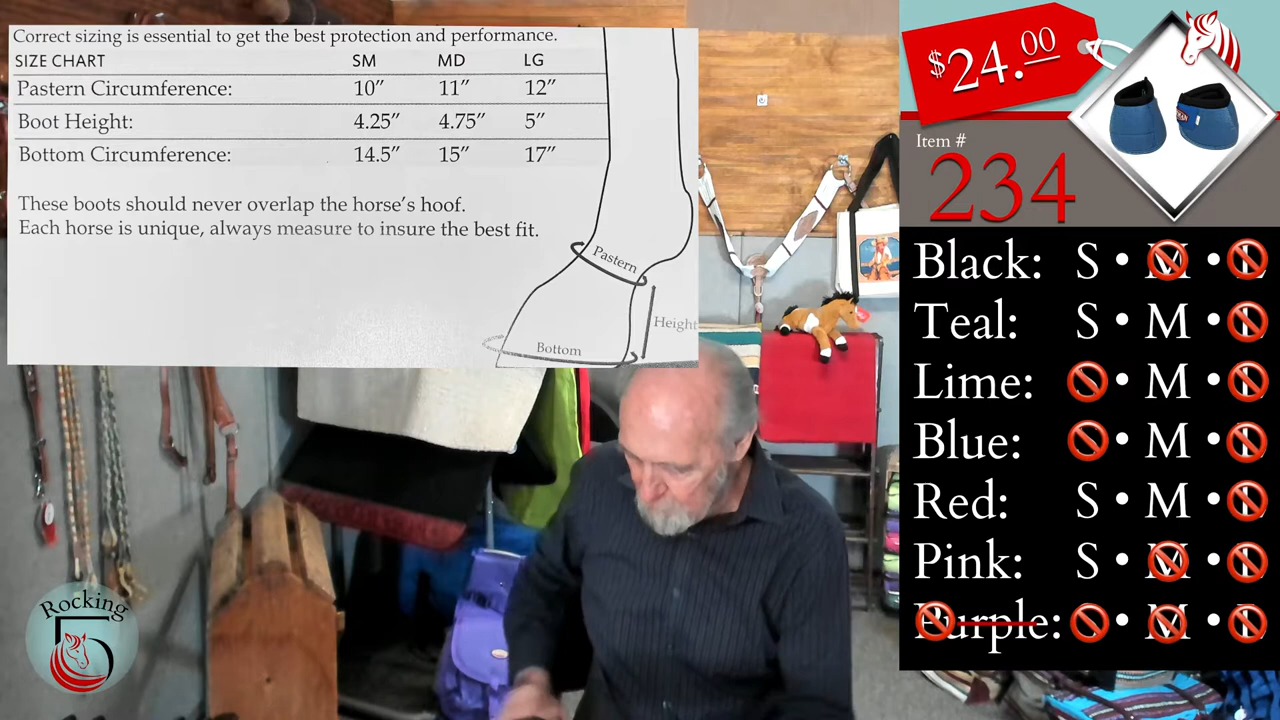 Correct sizing is essential to get the best protection and performance.
SIZE CHART SM MD LG
Pastern Circumference: 10" 11" 12"
Boot Height: 4.25" 4.75" 5"
Bottom Circumference: 14.5" 15" 17"
These boots should never overlap the horse's hoof.
Each horse is unique, always measure to insure the best fit.
Pastern
Height
Bottom
Rocking
5
$24.00
Item #
234
Black: S • M • L
Teal: S • M • L
Lime: • M • L
Blue: • M • L
Red: S • M • L
Pink: S • M • L
Purple: • M • L